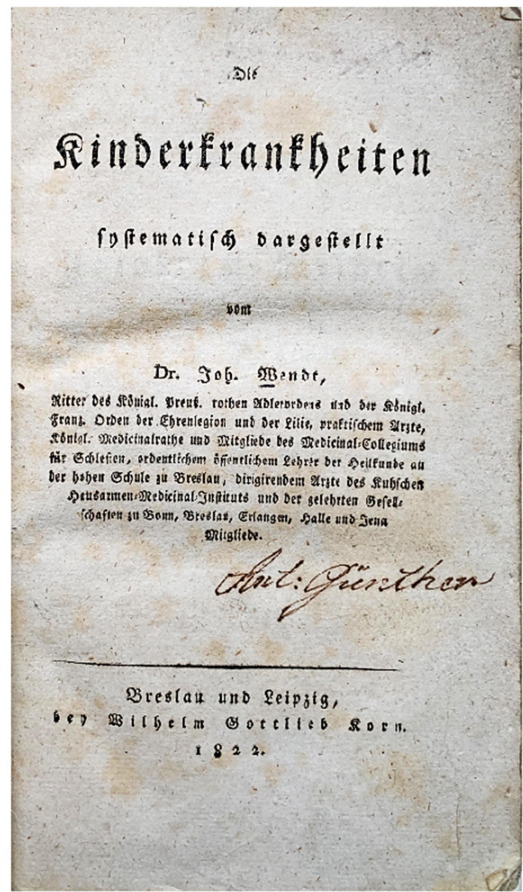 Die
Kinderkrankheiten
systematisch dargestellt
vom
Dr. Joh. Wendt,
Ritter des Königl. Preuß. rothen Adlerordens und der Königl.
Franz. Orden der Ehrenlegion und der Lilie, praktischem Arzte,
Königl. Medicinalrathe und Mitgliede des Medicinal-Collegiums
für Schlesien, ordentlichem öffentlichem Lehrer der Heilkunde an
der hohen Schule zu Breslau, dirigirendem Arzte des Kuhschen
Hausarmen-Medicinal-Instituts und der gelehrten Gesell-
schaften zu Bonn, Breslau, Erlangen, Halle und Jena
Mitgliede.
Ant: Günther
Breslau und Leipzig,
bey Wilhelm Gottlieb Korn.
1822.